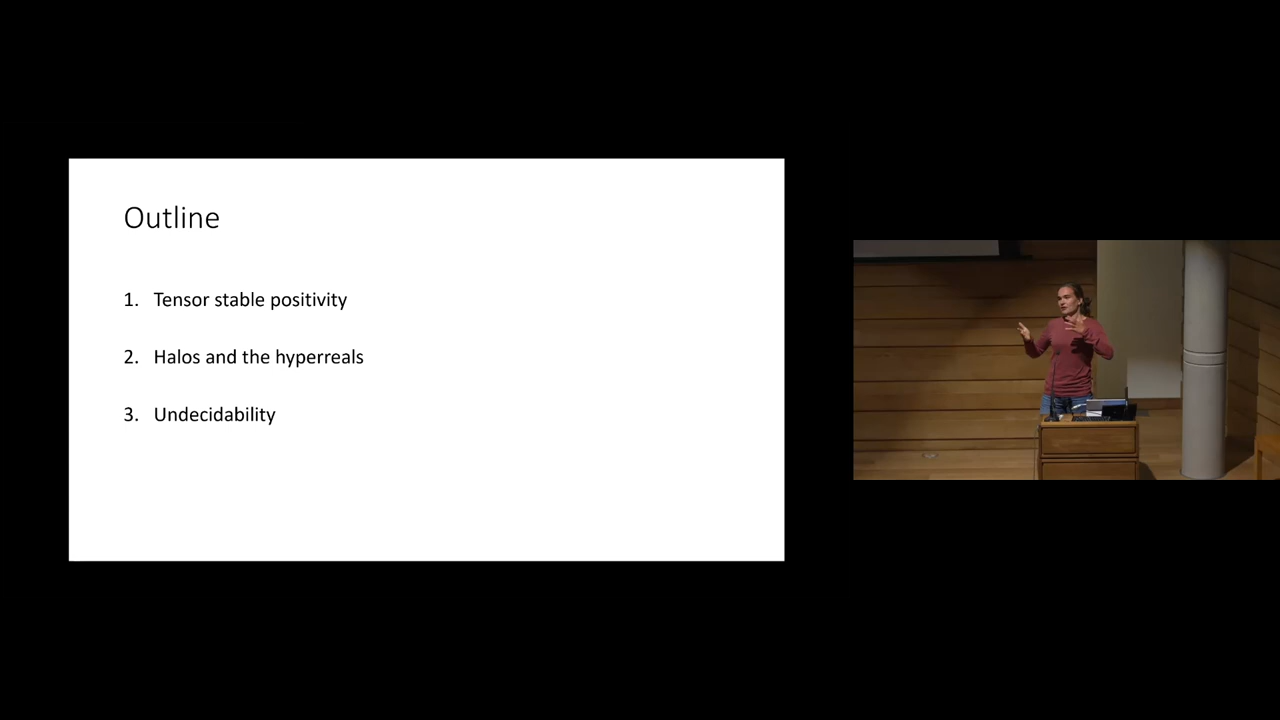 Outline
1. Tensor stable positivity
2. Halos and the hyperreals
3. Undecidability